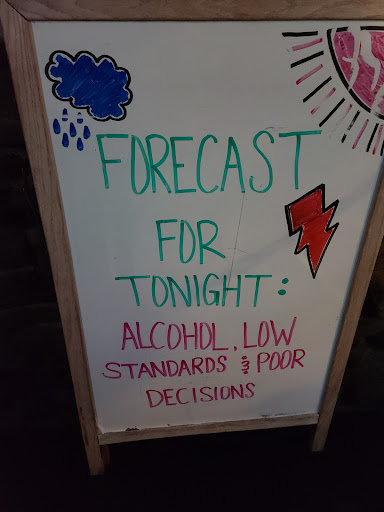 FORECAST
FOR
TONIGHT:
ALCOHOL, LOW
STANDARDS & POOR
DECISIONS